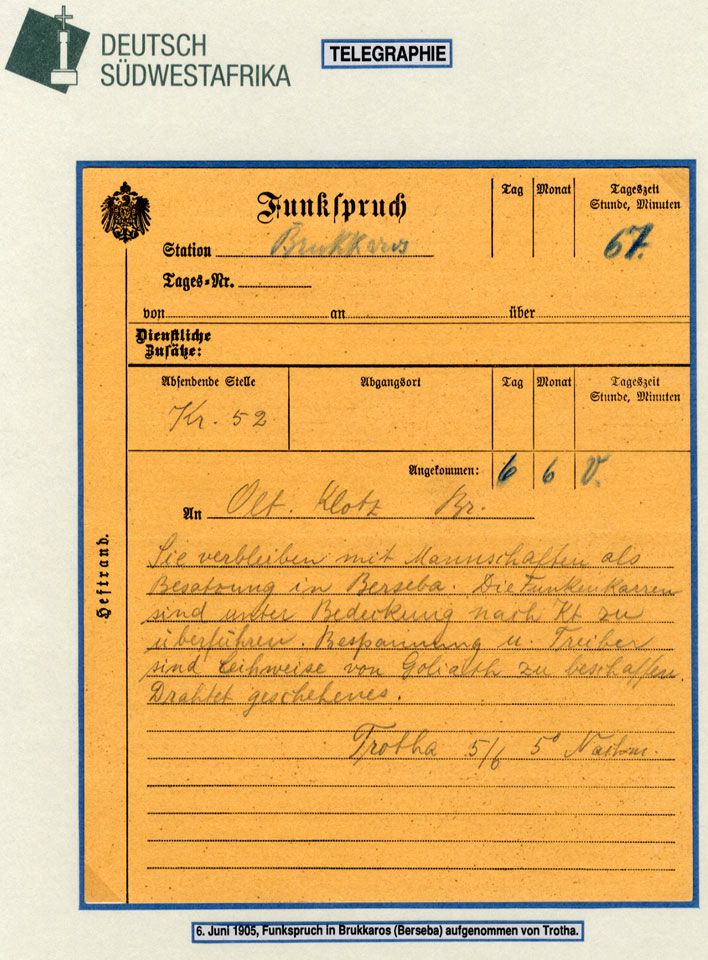 DEUTSCH
SÜDWESTAFRIKA
TELEGRAPHIE
Funkspruch
Tag Monat Tageszeit
Stunde, Minuten
Station Brukkaros
67.
Tages-Nr.
von an über
Dienstliche
Zusätze:
Absendende Stelle Abgangsort Tag Monat Tageszeit
Stunde, Minuten
Kr. 52
Angekommen: 6 6 V.
An Olt. Klotz Br.
Heftrand.
Sie verbleiben mit Mannschaften als
Besatzung in Berseba. Die Funkenkarren
sind unter Bedeckung nach Kt zu
überführen. Bespannung u. Treiber
sind leihweise von Goliath zu beschaffen.
Drahtet geschehenes.
Trotha 5/6 5⁰ Nachm.
6. Juni 1905, Funkspruch in Brukkaros (Berseba) aufgenommen von Trotha.